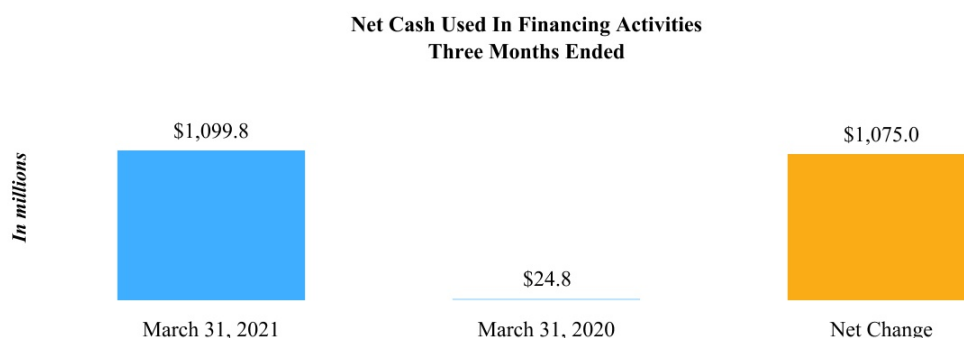 Net Cash Used In Financing Activities
Three Months Ended
In millions
$1,099.8
$24.8
$1,075.0
March 31, 2021
March 31, 2020
Net Change